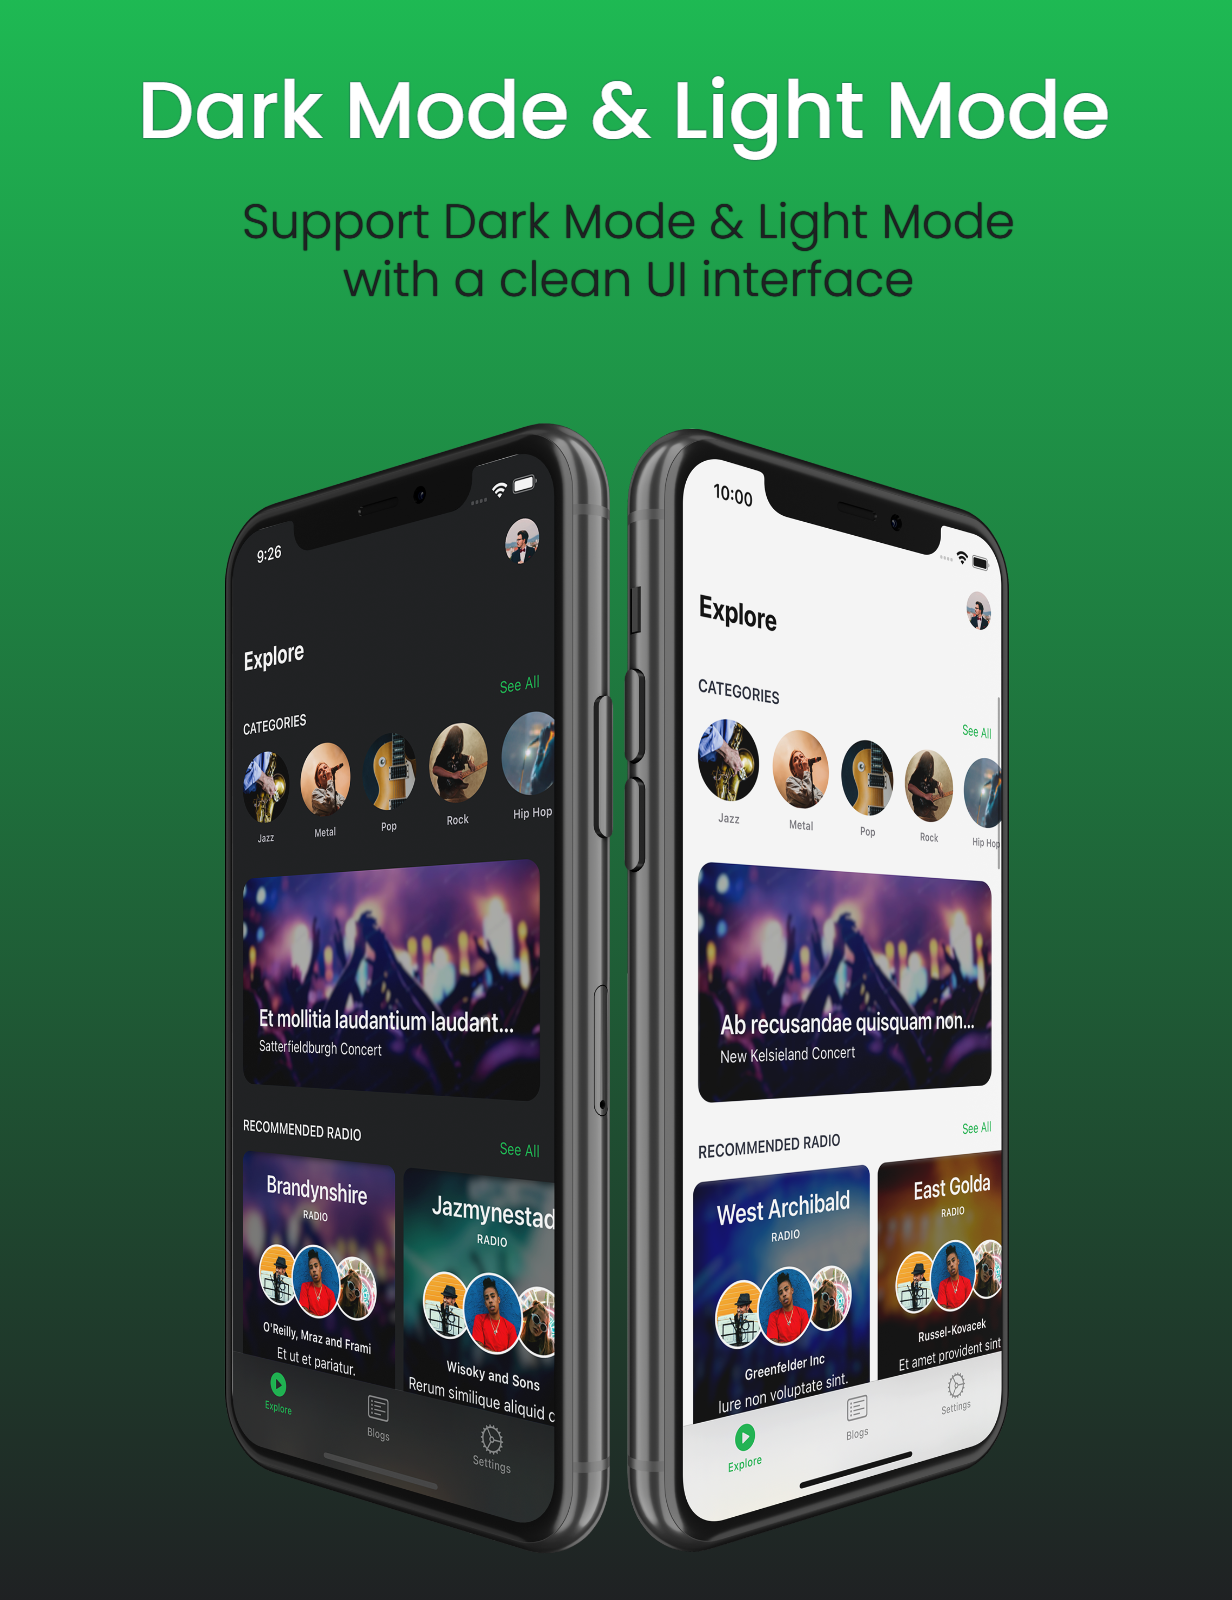 Dark Mode & Light Mode
Support Dark Mode & Light Mode
with a clean UI interface
9:26
Explore
See All
CATEGORIES
Jazz
Metal
Pop
Rock
Hip Hop
Et mollitia laudantium laudant...
Satterfieldburgh Concert
RECOMMENDED RADIO
See All
Brandynshire
RADIO
O'Reilly, Mraz and Frami
Et ut et pariatur.
Jazmynestad
RADIO
Wisoky and Sons
Rerum similique aliquid c
Explore
Blogs
Settings
10:00
Explore
CATEGORIES
See All
Jazz
Metal
Pop
Rock
Hip Hop
Ab recusandae quisquam non...
New Kelsieland Concert
RECOMMENDED RADIO
See All
West Archibald
RADIO
Greenfelder Inc
Iure non voluptate sint.
East Golda
RADIO
Russel-Kovacek
Et amet provident sint
Explore
Blogs
Settings